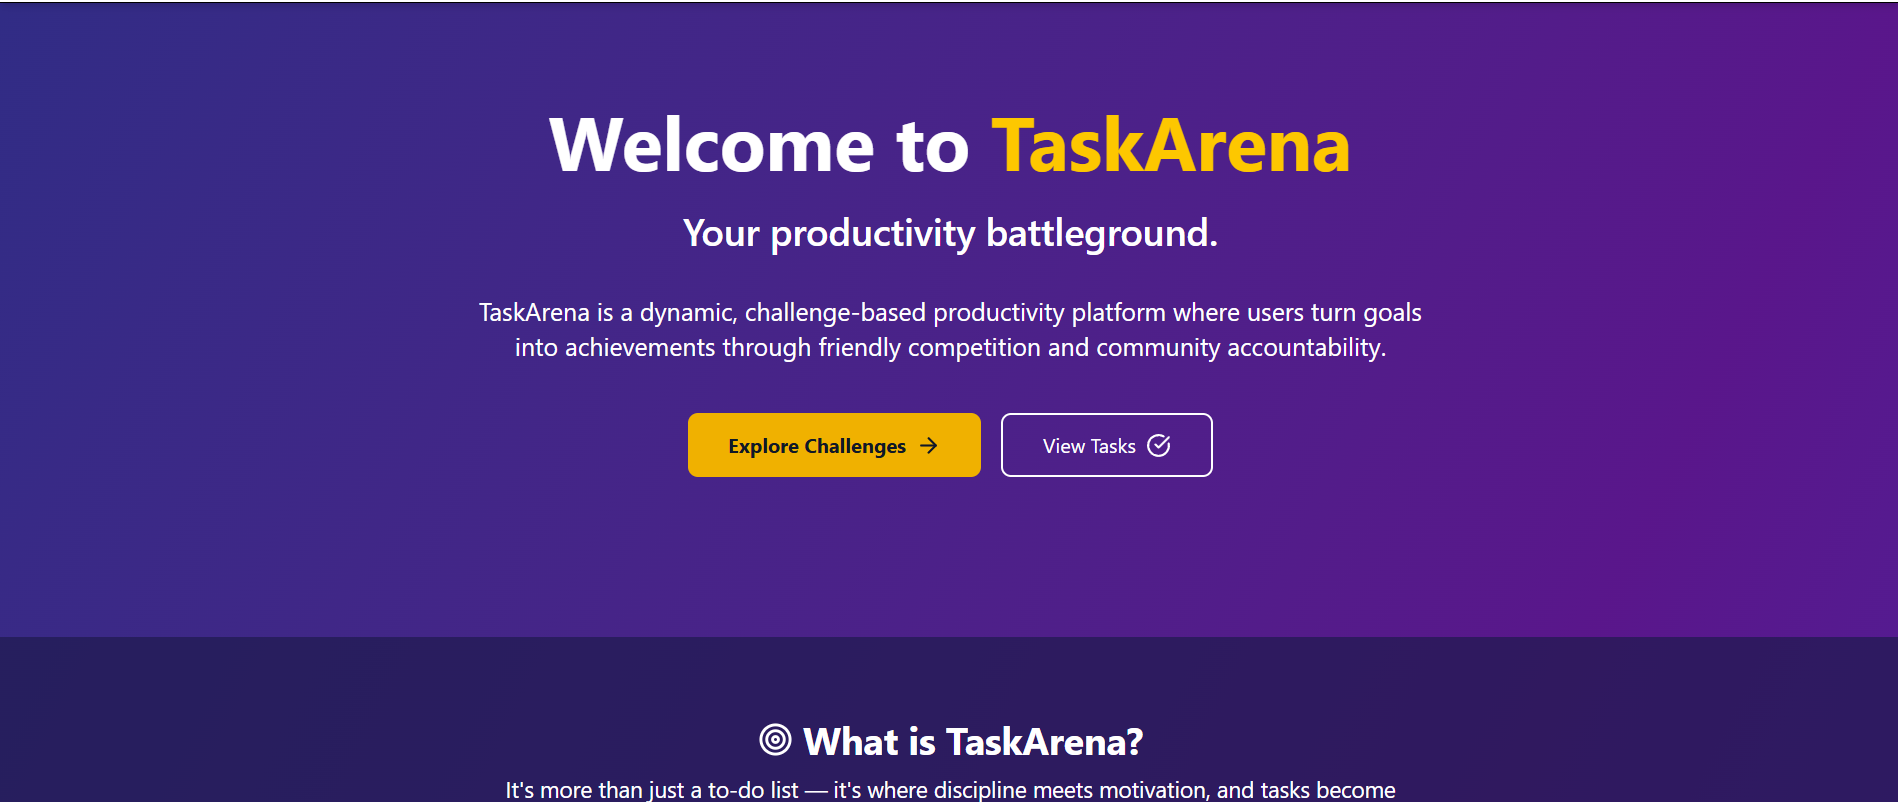 Welcome to TaskArena
Your productivity battleground.
TaskArena is a dynamic, challenge-based productivity platform where users turn goals
into achievements through friendly competition and community accountability.
Explore Challenges
View Tasks
What is TaskArena?
It's more than just a to-do list — it's where discipline meets motivation, and tasks become